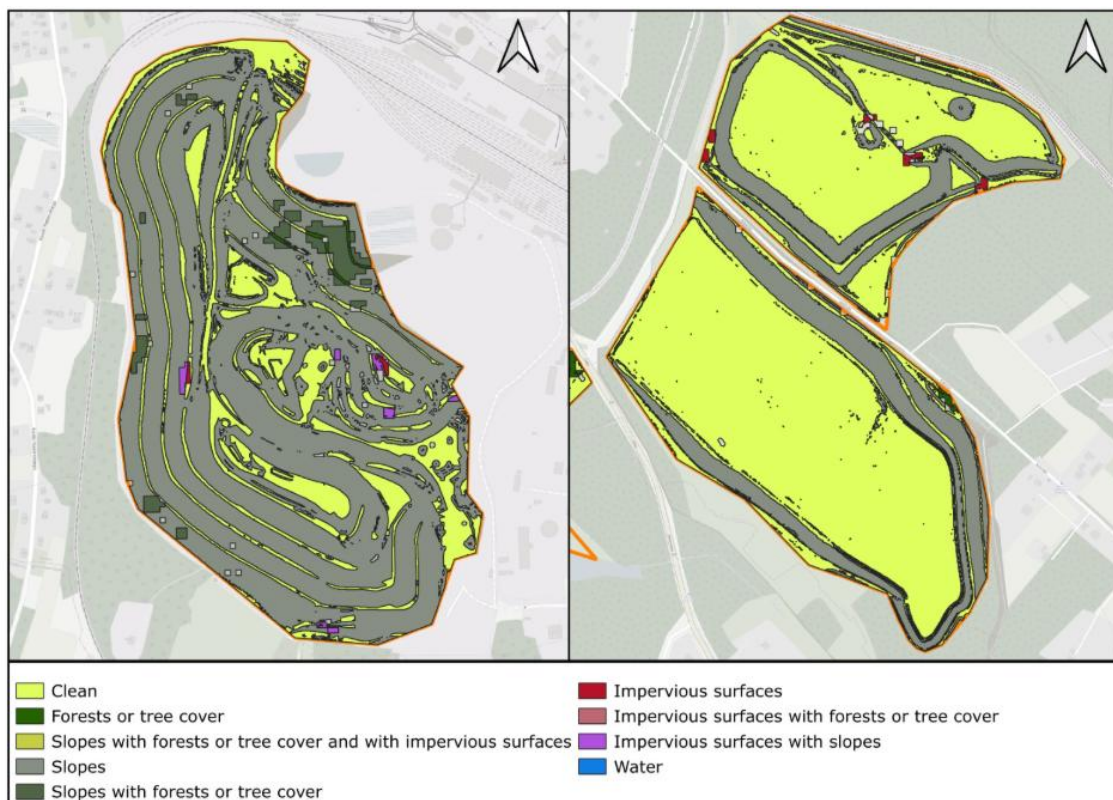 Clean
Forests or tree cover
Slopes with forests or tree cover and with impervious surfaces
Slopes
Slopes with forests or tree cover
Impervious surfaces
Impervious surfaces with forests or tree cover
Impervious surfaces with slopes
Water